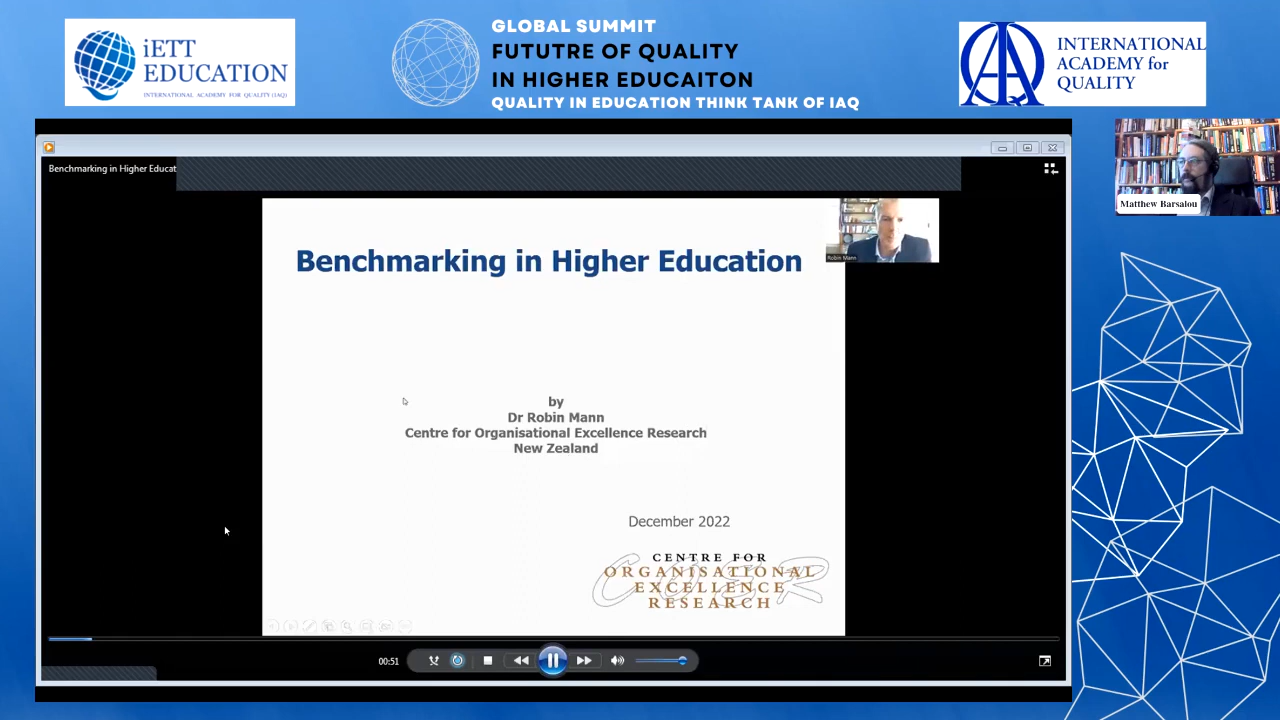 iETT
EDUCATION
INTERNATIONAL ACADEMY FOR QUALITY (IAQ)
GLOBAL SUMMIT
FUTUTRE OF QUALITY
IN HIGHER EDUCAITON
QUALITY IN EDUCATION THINK TANK OF IAQ
INTERNATIONAL
ACADEMY for
QUALITY
Benchmarking in Higher Educat
Matthew Barsalou
Robin Mann
Benchmarking in Higher Education
by
Dr Robin Mann
Centre for Organisational Excellence Research
New Zealand
December 2022
CENTRE FOR
ORGANISATIONAL
EXCELLENCE
RESEARCH
COER
00:51